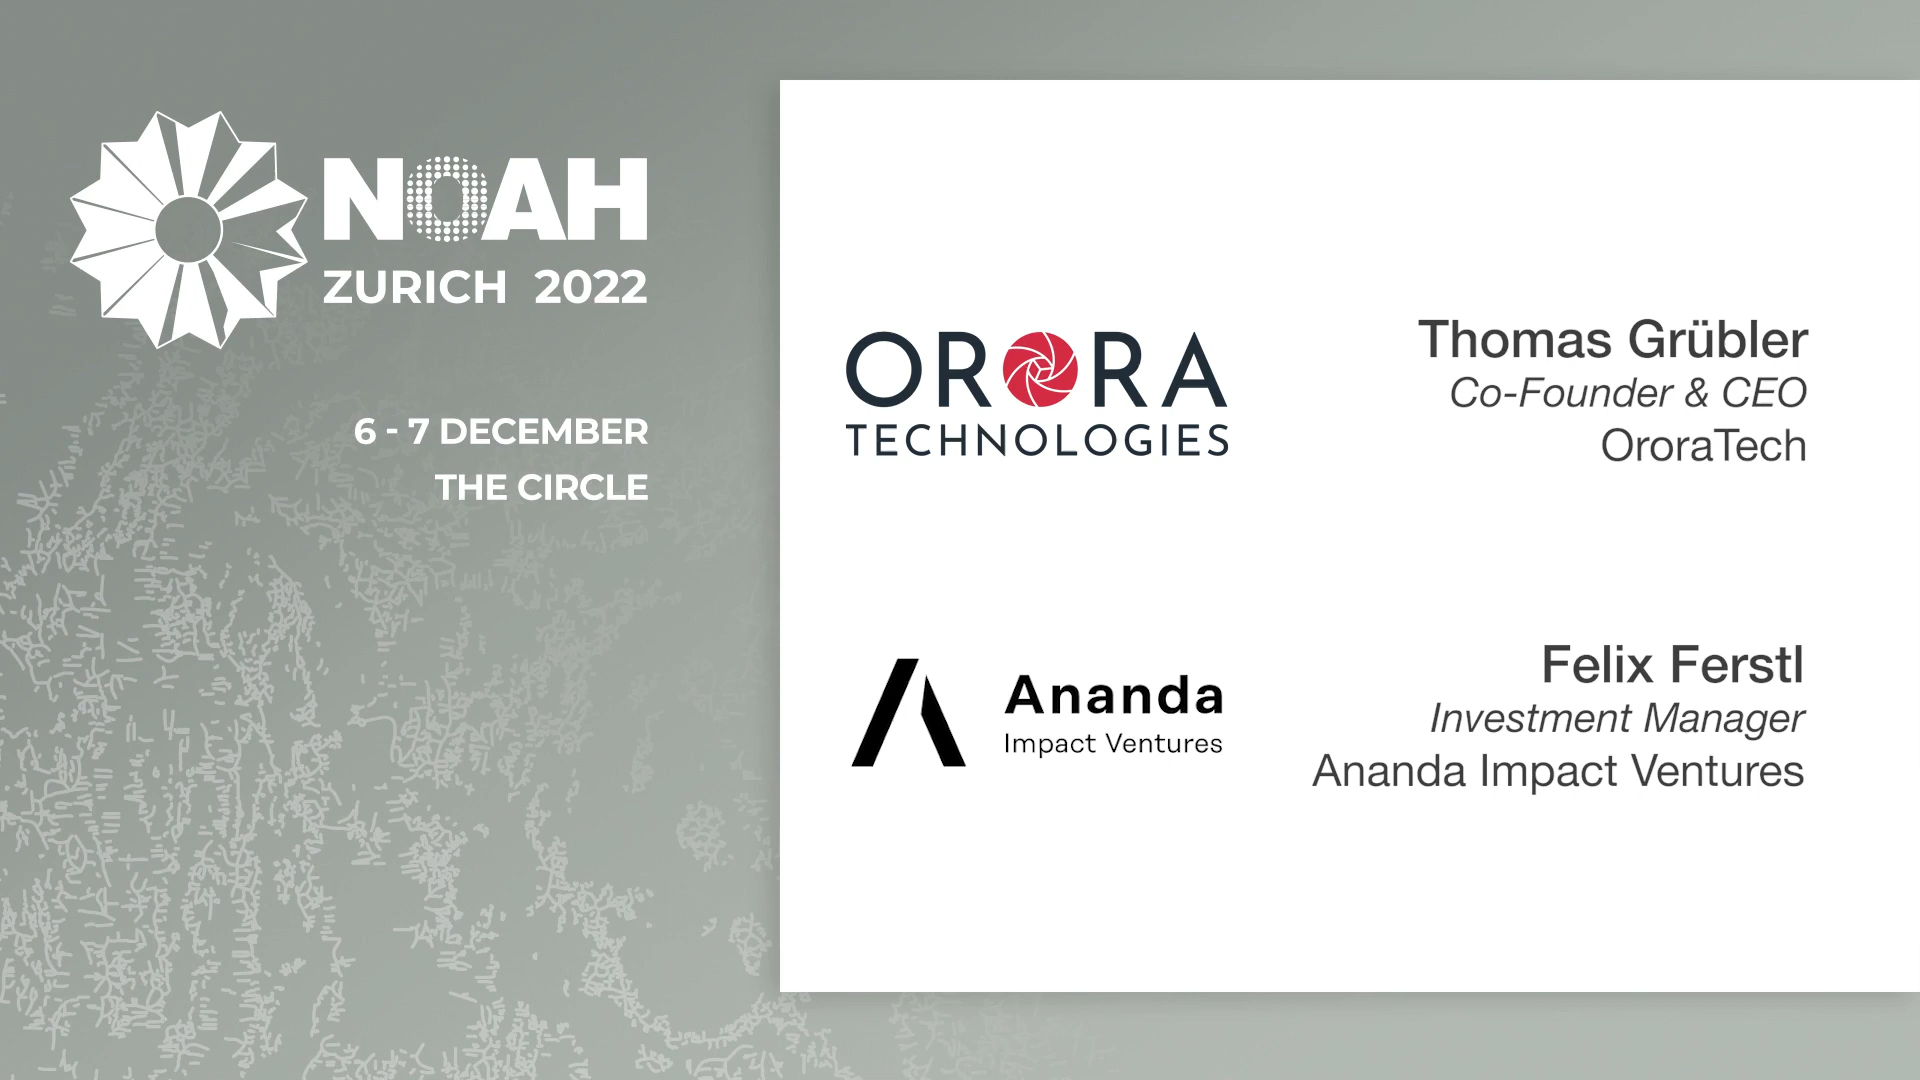 NOAH
ZURICH 2022
6 - 7 DECEMBER
THE CIRCLE
ORORA
TECHNOLOGIES
Thomas Grübler
Co-Founder & CEO
OroraTech
Ananda
Impact Ventures
Felix Ferstl
Investment Manager
Ananda Impact Ventures